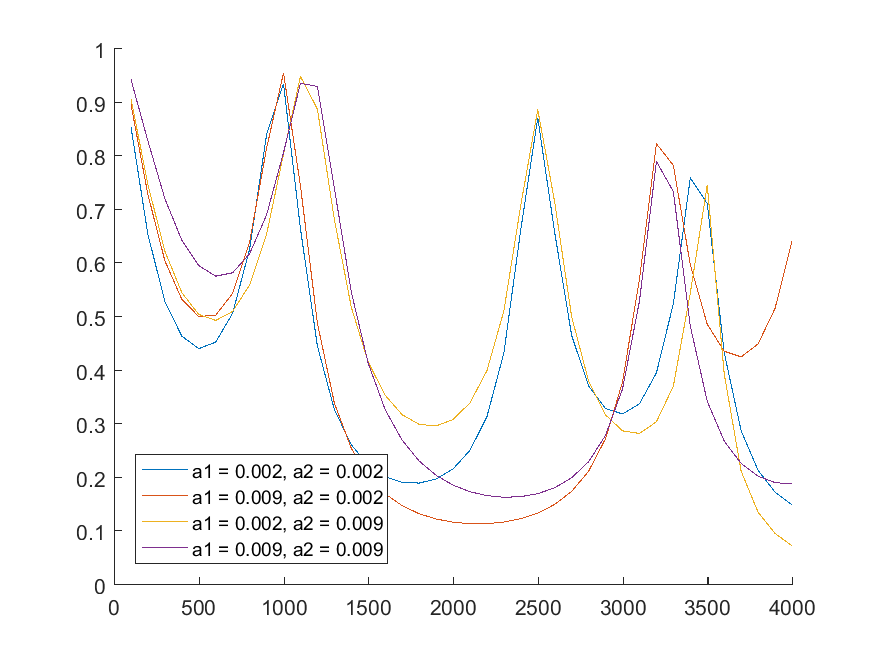 1
0.9
0.8
0.7
0.6
0.5
0.4
0.3
0.2
0.1
0
a1 = 0.002, a2 = 0.002
a1 = 0.009, a2 = 0.002
a1 = 0.002, a2 = 0.009
a1 = 0.009, a2 = 0.009
0 500 1000 1500 2000 2500 3000 3500 4000